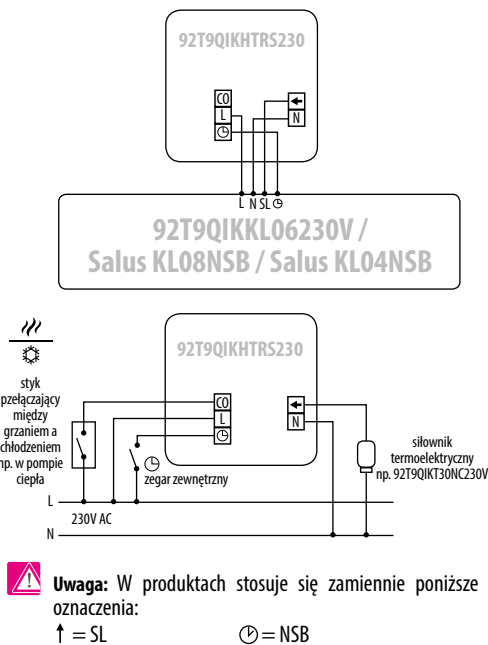 92T9QIKHTRS230
CO
L
N
L N SL
92T9QIKKL06230V /
Salus KL08NSB / Salus KL04NSB
92T9QIKHTRS230
CO
L
N
styk
przełączający
między
grzaniem a
chłodzeniem
np. w pompie
ciepła
zegar zewnętrzny
siłownik
termoelektryczny
np. 92T9QIKT30NC230V
L
230V AC
N
Uwaga: W produktach stosuje się zamiennie poniższe
oznaczenia:
↑ = SL
= NSB